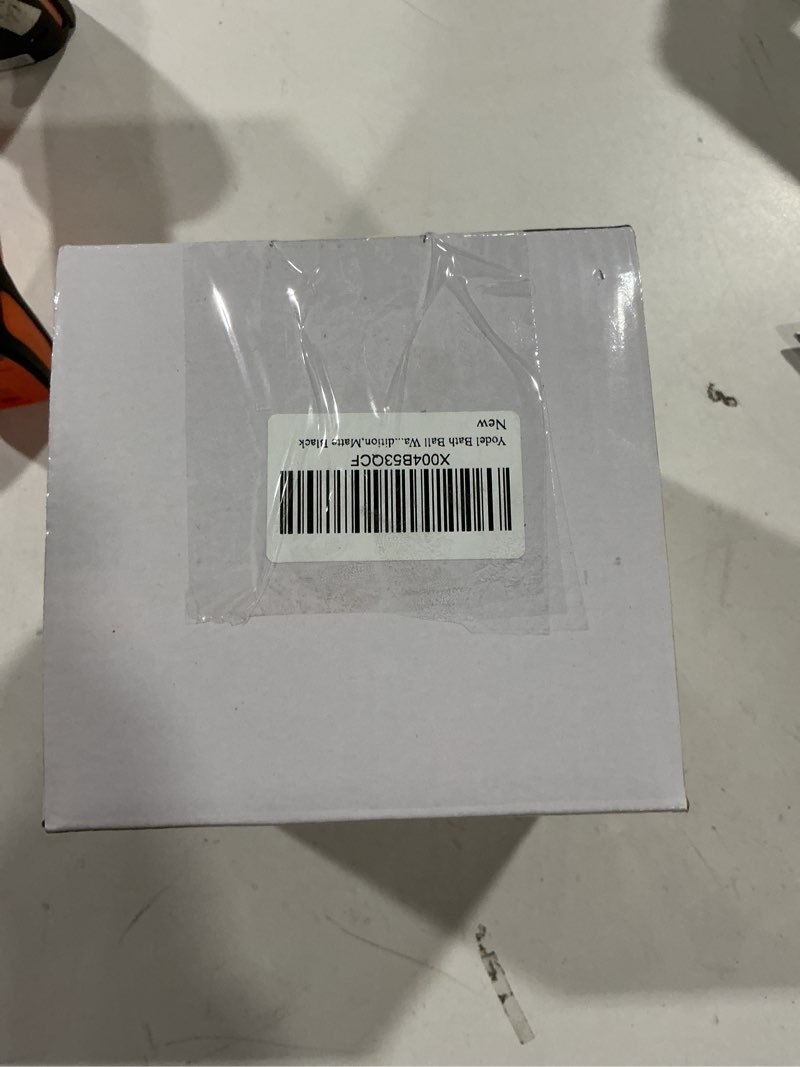 X004B53QCF
Yodel Bath Ball Wa...dition,Matte Black
New